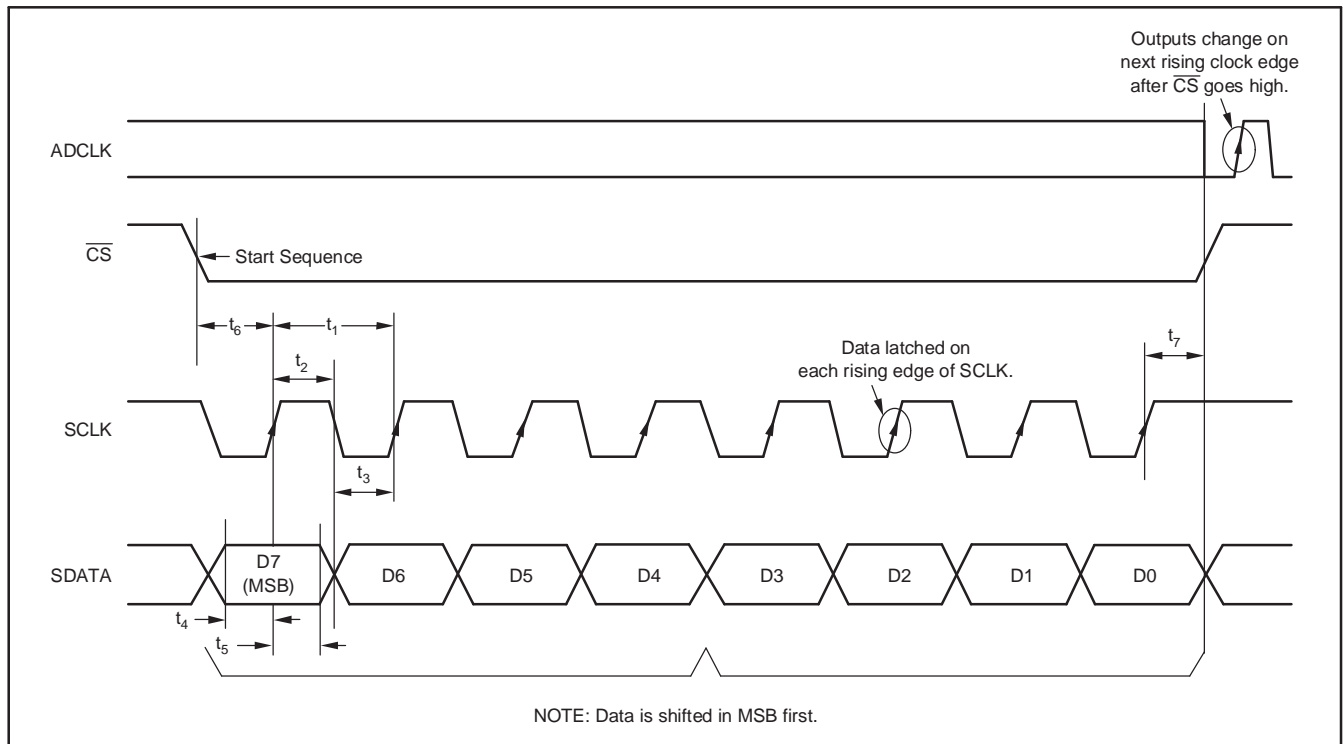 Outputs change on
next rising clock edge
after C̅S̅ goes high.
ADCLK
C̅S̅
Start Sequence
t₆
t₁
t₇
t₂
Data latched on
each rising edge of SCLK.
SCLK
t₃
SDATA
D7
(MSB)
D6
D5
D4
D3
D2
D1
D0
t₄
t₅
NOTE: Data is shifted in MSB first.